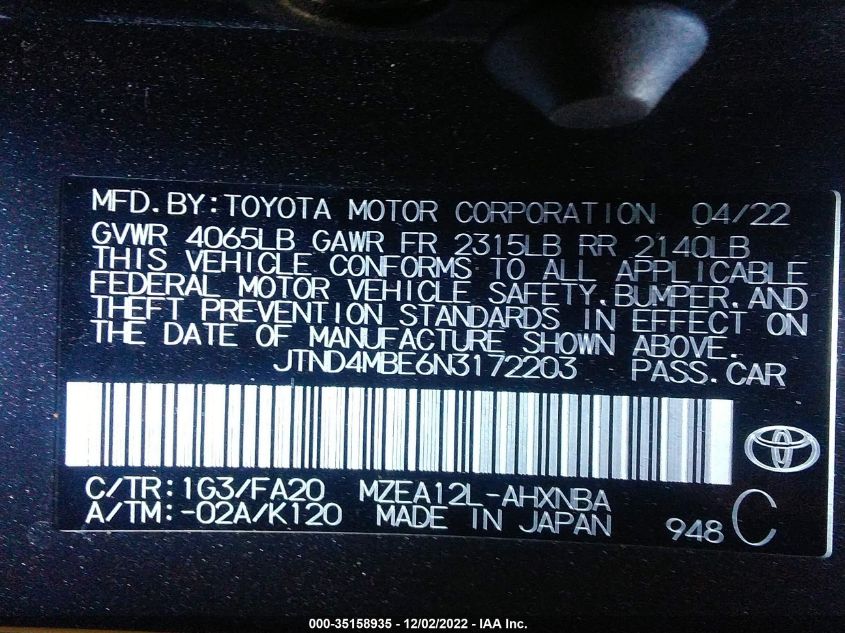 MFD.BY:TOYOTA MOTOR CORPORATION 04/22
GVWR 4065LB GAWR FR 2315LB RR 2140LB
THIS VEHICLE CONFORMS TO ALL APPLICABLE
FEDERAL MOTOR VEHICLE SAFETY,BUMPER,AND
THEFT PREVENTION STANDARDS IN EFFECT ON
THE DATE OF MANUFACTURE SHOWN ABOVE.
JTND4MBE6N3172203 PASS.CAR
C/TR:1G3/FA20 MZEA12L-AHXNBA
A/TM:-02A/K120 MADE IN JAPAN 948 C
000-35158935 - 12/02/2022 - IAA Inc.